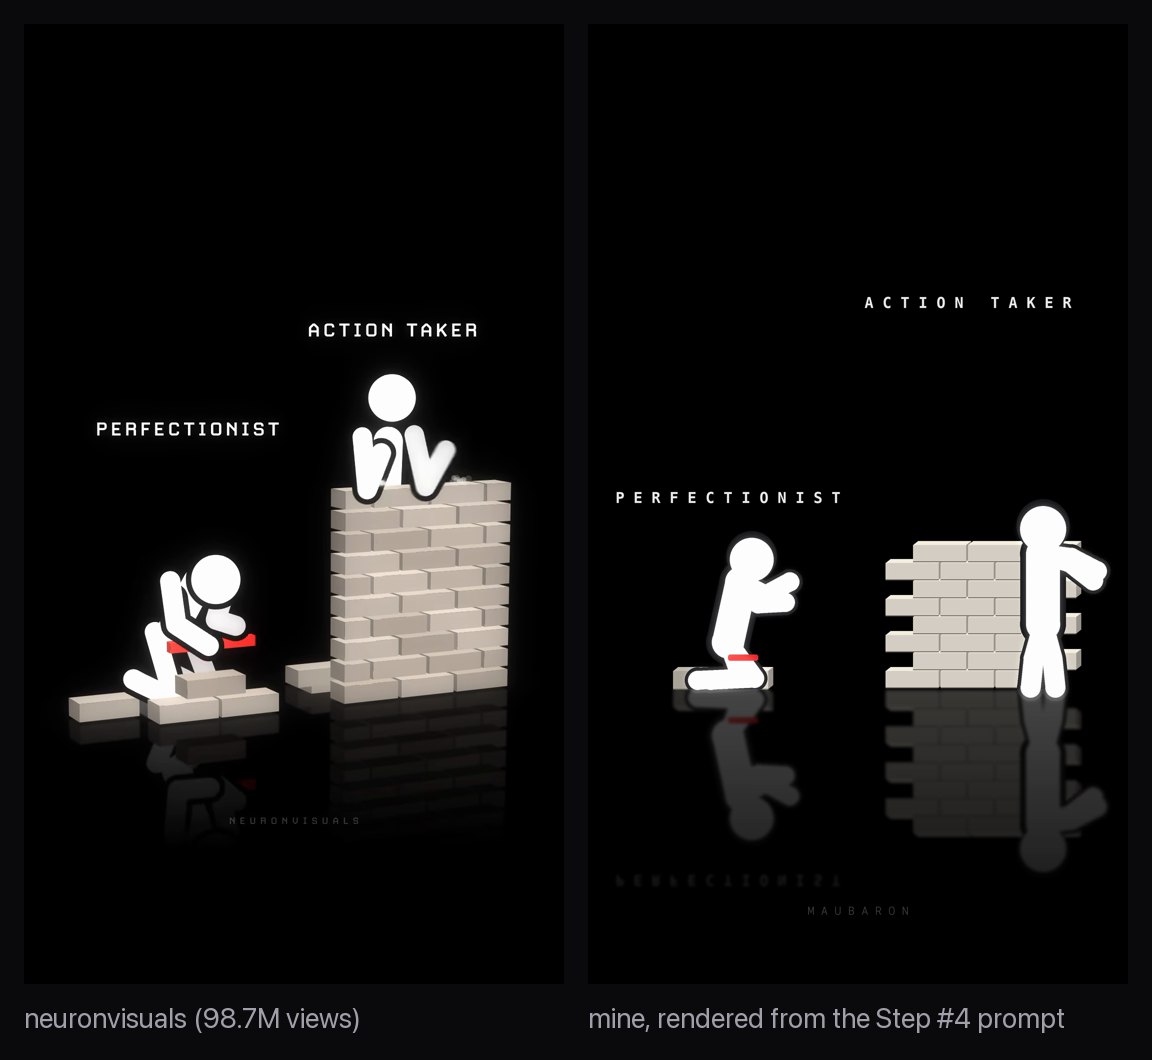 ACTION TAKER
PERFECTIONIST
NEURONVISUALS
neuronvisuals (98.7M views)
ACTION TAKER
PERFECTIONIST
PERFECTIONIST
MAUBARON
mine, rendered from the Step #4 prompt